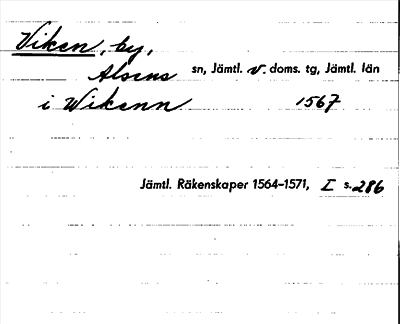 Viken, by,
Alsens sn, Jämtl. v. doms. tg, Jämtl. län
i Wikenn 1567
Jämtl. Räkenskaper 1564-1571, I s. 286